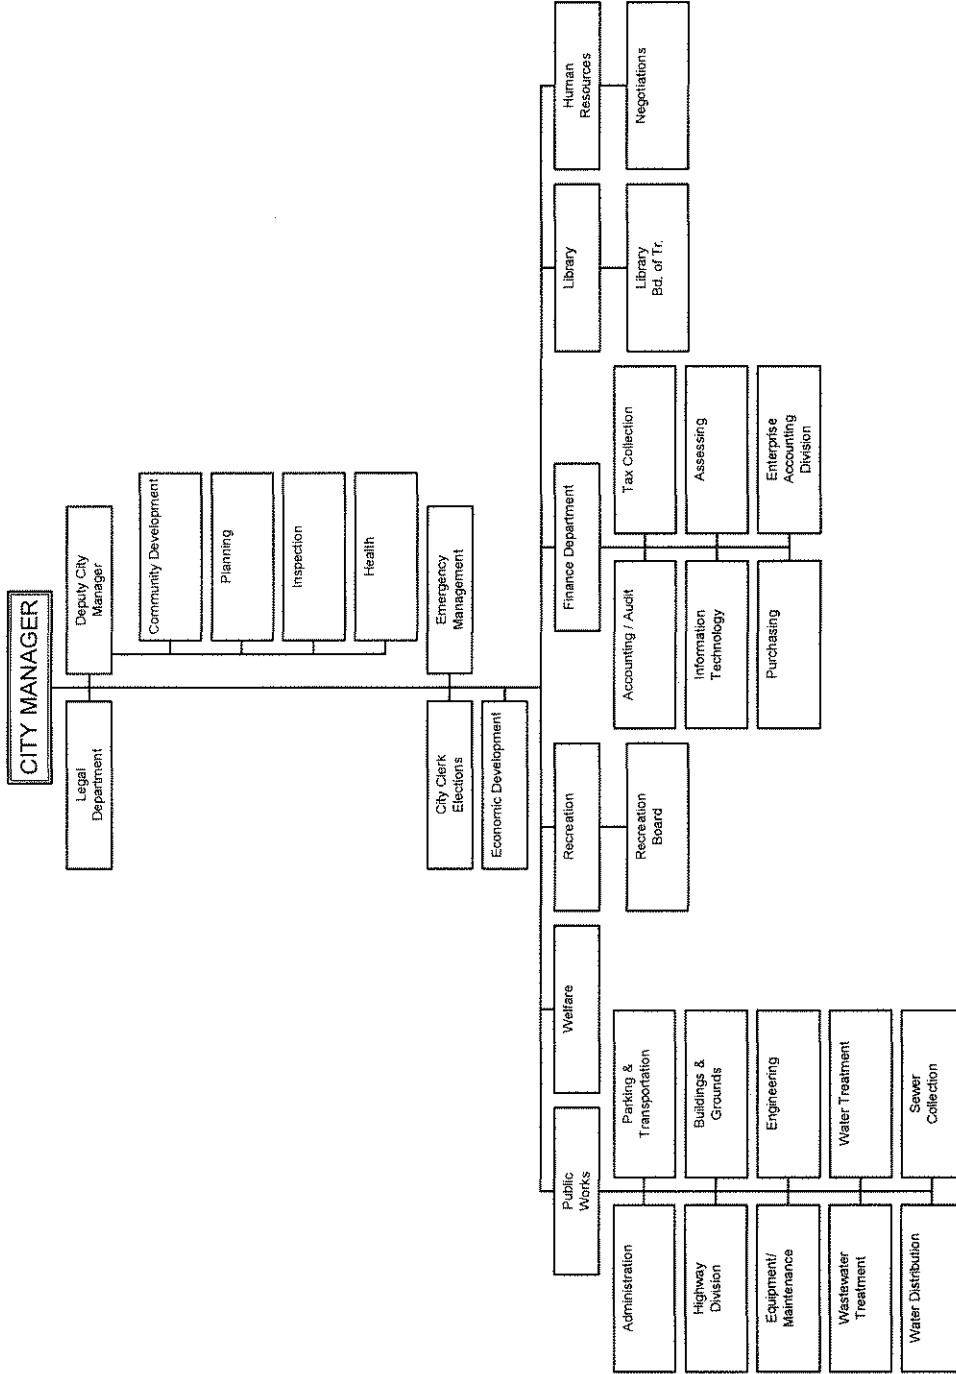 CITY MANAGER
Legal
Department
Deputy City
Manager
Community Development
Planning
Inspection
Health
City Clerk
Elections
Emergency
Management
Economic Development
Public
Works
Welfare
Recreation
Finance Department
Library
Human
Resources
Administration
Parking &
Transportation
Highway
Division
Buildings &
Grounds
Equipment/
Maintenance
Engineering
Wastewater
Treatment
Water Treatment
Water Distribution
Sewer
Collection
Recreation
Board
Accounting / Audit
Tax Collection
Information
Technology
Assessing
Purchasing
Enterprise
Accounting
Division
Library
Bd. of Tr.
Negotiations